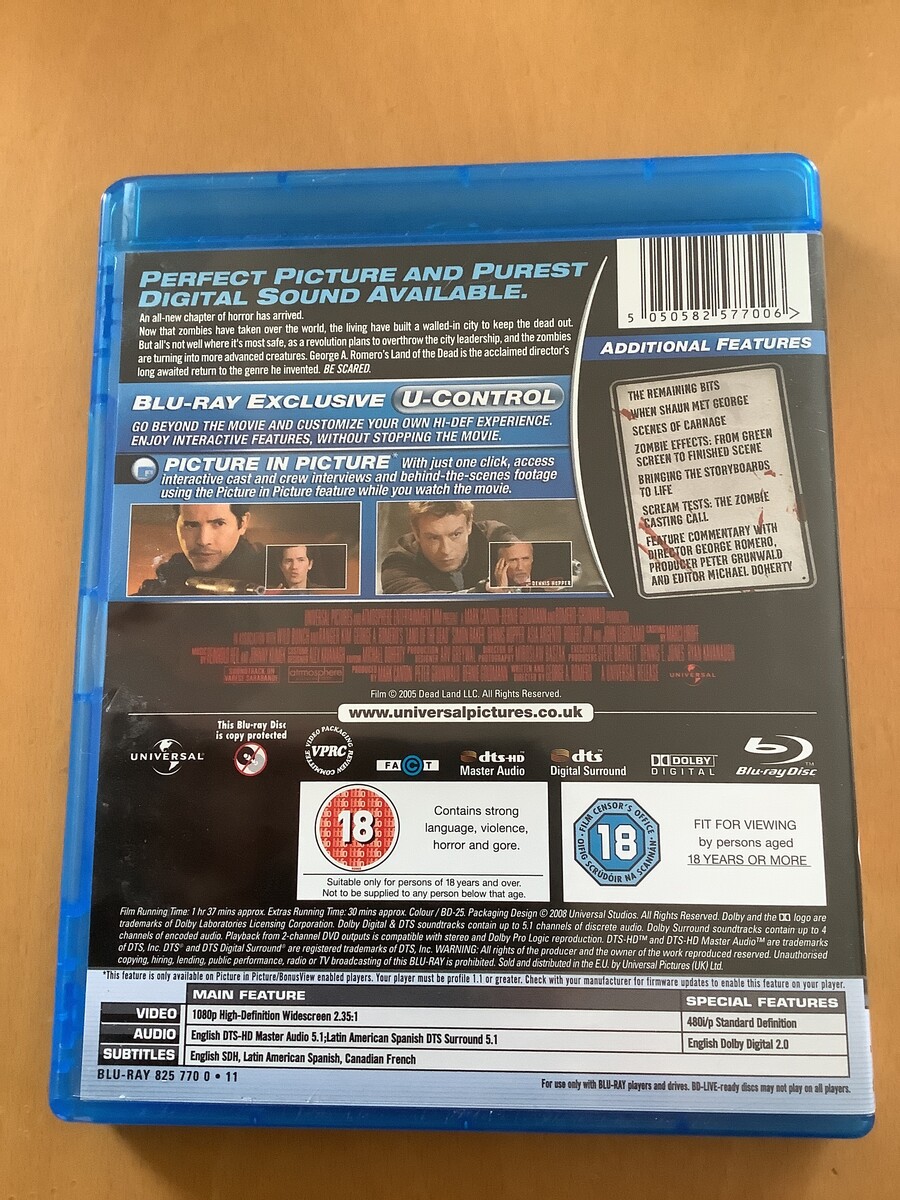 PERFECT PICTURE AND PUREST
DIGITAL SOUND AVAILABLE.
An all-new chapter of horror has arrived.
Now that zombies have taken over the world, the living have built a walled-in city to keep the dead out.
But all's not well where it's most safe, as a revolution plans to overthrow the city leadership, and the zombies
are turning into more advanced creatures. George A. Romero's Land of the Dead is the acclaimed director's
long awaited return to the genre he invented. BE SCARED.
5 050582 577006 >
BLU-RAY EXCLUSIVE U-CONTROL
GO BEYOND THE MOVIE AND CUSTOMIZE YOUR OWN HI-DEF EXPERIENCE.
ENJOY INTERACTIVE FEATURES, WITHOUT STOPPING THE MOVIE.
PICTURE IN PICTURE* With just one click, access
interactive cast and crew interviews and behind-the-scenes footage
using the Picture in Picture feature while you watch the movie.
DENNIS HOPPER
ADDITIONAL FEATURES
THE REMAINING BITS
WHEN SHAUN MET GEORGE
SCENES OF CARNAGE
ZOMBIE EFFECTS: FROM GREEN
SCREEN TO FINISHED SCENE
BRINGING THE STORYBOARDS
TO LIFE
SCREAM TESTS: THE ZOMBIE
CASTING CALL
FEATURE COMMENTARY WITH
DIRECTOR GEORGE ROMERO,
PRODUCER PETER GRUNWALD
AND EDITOR MICHAEL DOHERTY
SOUNDTRACK ON
VARESE SARABANDE
atmosphere
A UNIVERSAL RELEASE
UNIVERSAL
Film © 2005 Dead Land LLC. All Rights Reserved.
www.universalpictures.co.uk
UNIVERSAL
This Blu-ray Disc
is copy protected
VIDEO PACKAGING REVIEW COMMITTEE
VPRC
FACT
dts-HD
Master Audio
dts
Digital Surround
DOLBY
DIGITAL
Blu-ray Disc TM
18
Contains strong
language, violence,
horror and gore.
Suitable only for persons of 18 years and over.
Not to be supplied to any person below that age.
FILM CENSOR'S OFFICE
18
OIFIG SCRÚDÓIR NA SCANNÁN
FIT FOR VIEWING
by persons aged
18 YEARS OR MORE
Film Running Time: 1 hr 37 mins approx. Extras Running Time: 30 mins approx. Colour / BD-25. Packaging Design © 2008 Universal Studios. All Rights Reserved. Dolby and the DD logo are
trademarks of Dolby Laboratories Licensing Corporation. Dolby Digital & DTS soundtracks contain up to 5.1 channels of discrete audio. Dolby Surround soundtracks contain up to 4
channels of encoded audio. Playback from 2-channel DVD outputs is compatible with stereo and Dolby Pro Logic reproduction. DTS-HD™ and DTS-HD Master Audio™ are trademarks
of DTS, Inc. DTS® and DTS Digital Surround® are registered trademarks of DTS, Inc. WARNING: All rights of the producer and the owner of the work reproduced reserved. Unauthorised
copying, hiring, lending, public performance, radio or TV broadcasting of this BLU-RAY is prohibited. Sold and distributed in the E.U. by Universal Pictures (UK) Ltd.
*This feature is only available on Picture in Picture/BonusView enabled players. Your player must be profile 1.1 or greater. Check with your manufacturer for firmware updates to enable this feature on your player.
MAIN FEATURE SPECIAL FEATURES
VIDEO 1080p High-Definition Widescreen 2.35:1 480i/p Standard Definition
AUDIO English DTS-HD Master Audio 5.1;Latin American Spanish DTS Surround 5.1 English Dolby Digital 2.0
SUBTITLES English SDH, Latin American Spanish, Canadian French
BLU-RAY 825 770 0 • 11
For use only with BLU-RAY players and drives. BD-LIVE-ready discs may not play on all players.